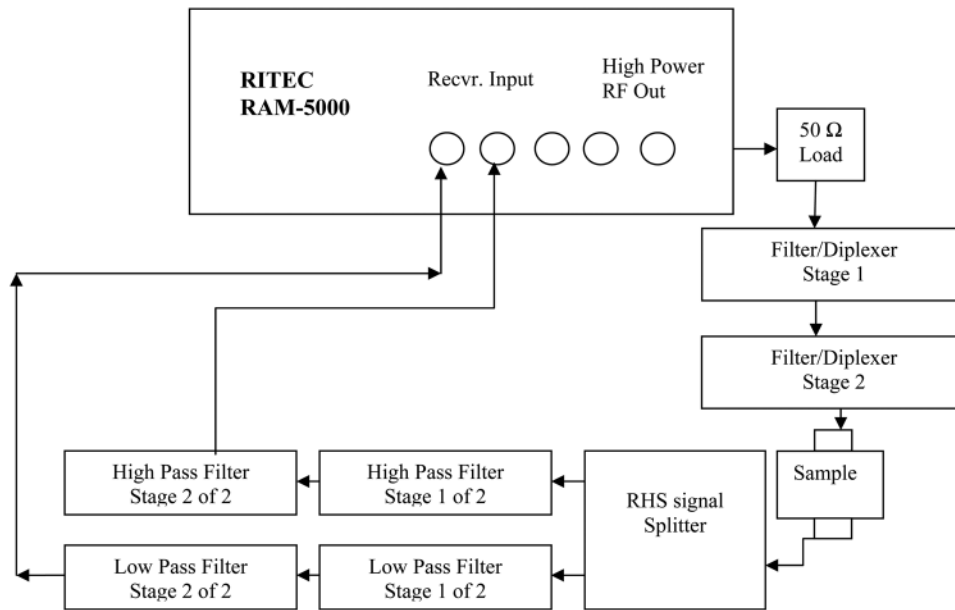 RITEC
RAM-5000
Recvr. Input
High Power
RF Out
50 Ω
Load
Filter/Diplexer
Stage 1
Filter/Diplexer
Stage 2
Sample
RHS signal
Splitter
High Pass Filter
Stage 1 of 2
High Pass Filter
Stage 2 of 2
Low Pass Filter
Stage 1 of 2
Low Pass Filter
Stage 2 of 2